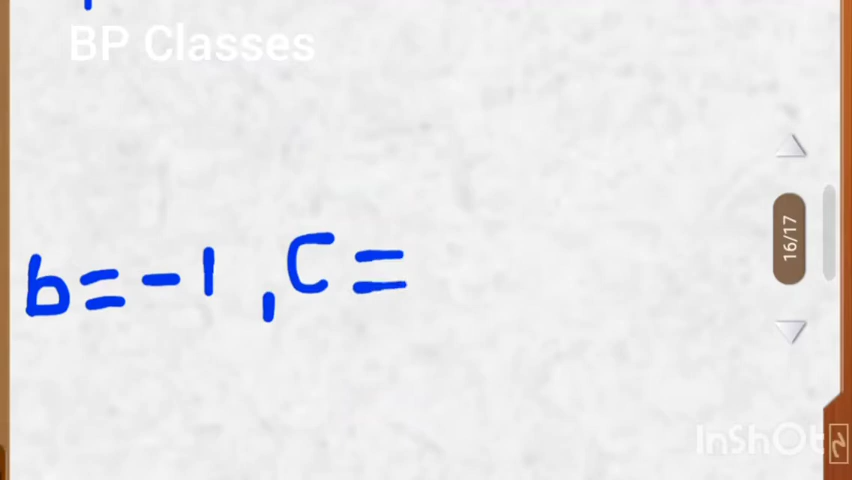 BP Classes
b = -1 , C =
16/17
InShOt